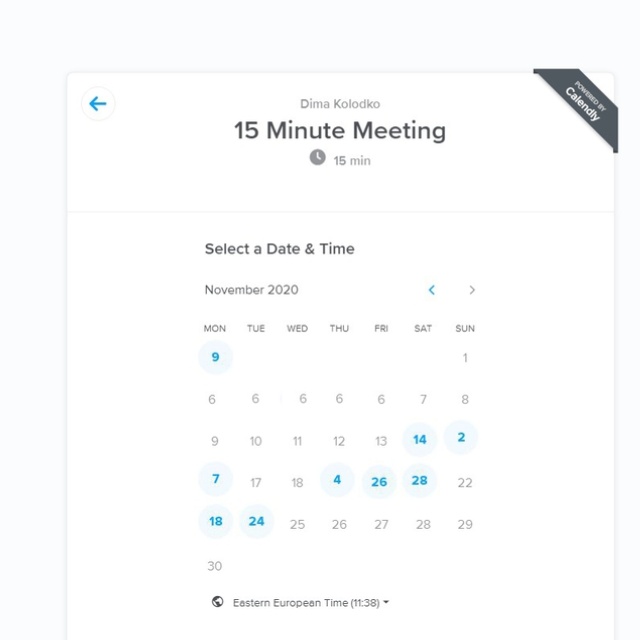 POWERED BY
Calendly
Dima Kolodko
15 Minute Meeting
15 min
Select a Date & Time
November 2020
MON TUE WED THU FRI SAT SUN
9 1
6 6 6 6 6 7 8
9 10 11 12 13 14 2
7 17 18 4 26 28 22
18 24 25 26 27 28 29
30
Eastern European Time (11:38)